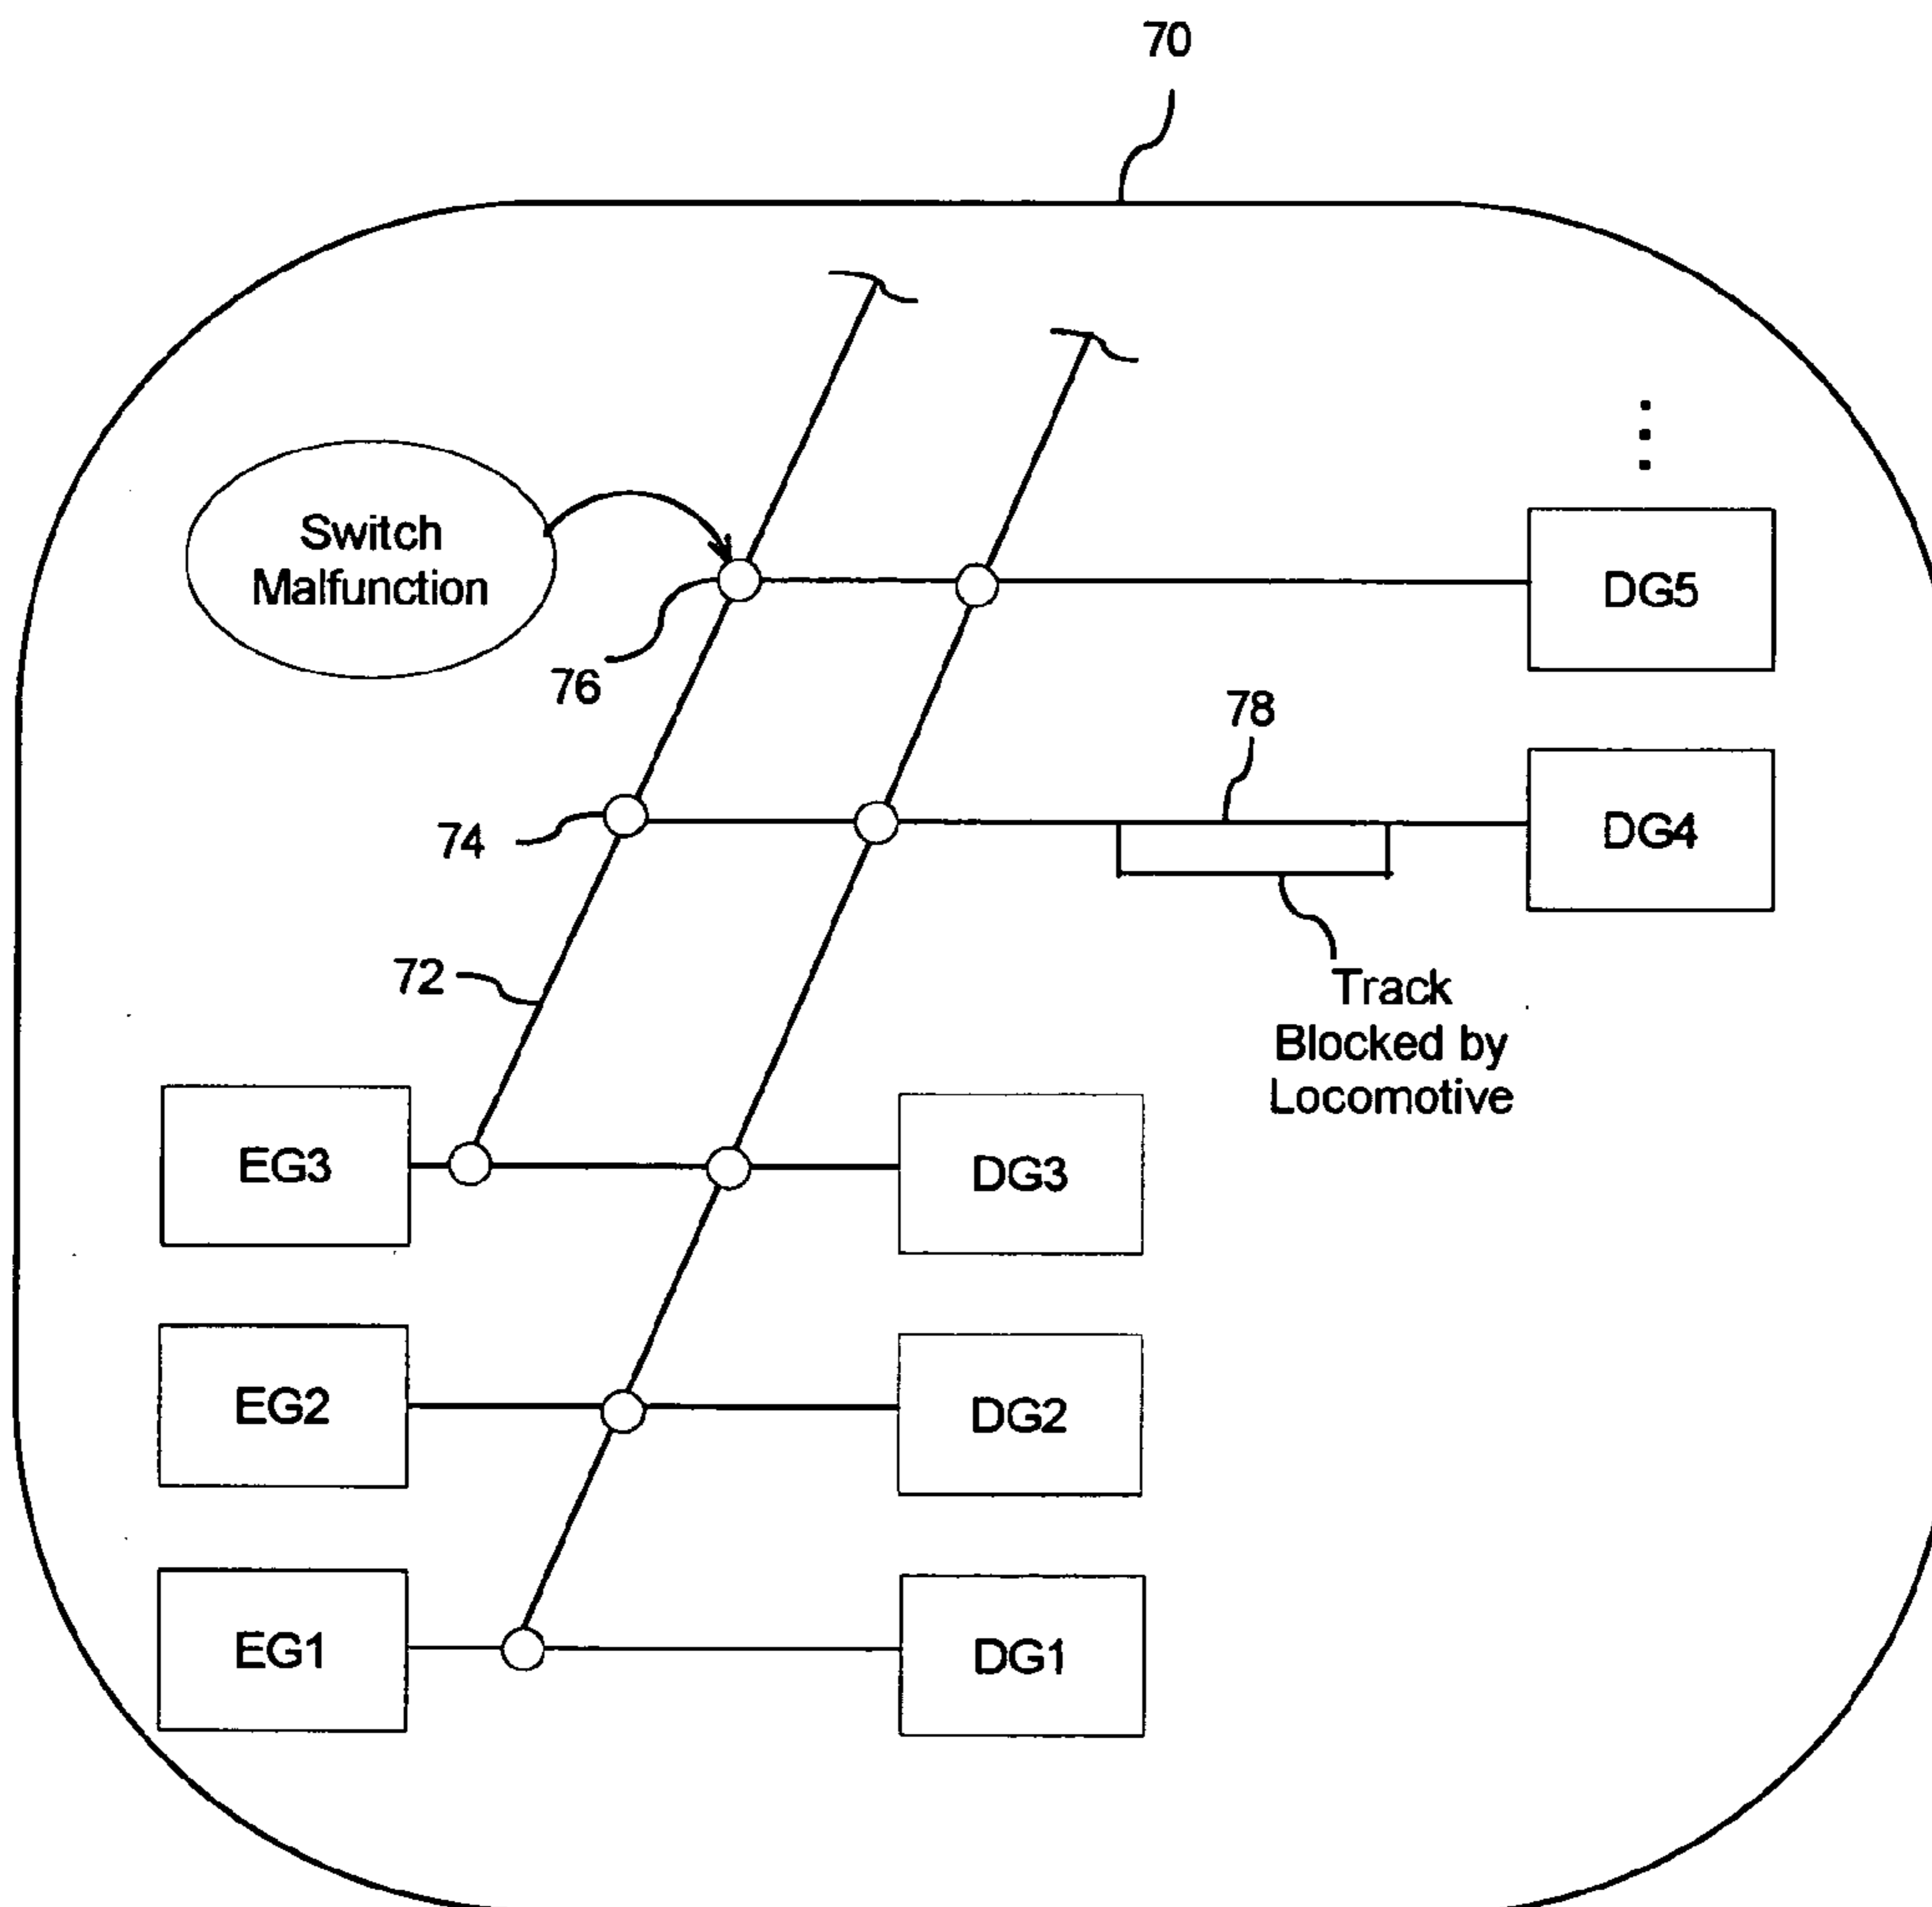 70
Switch
Malfunction
DG5
76
78
74
DG4
72
Track
Blocked by
Locomotive
EG3
DG3
EG2
DG2
EG1
DG1